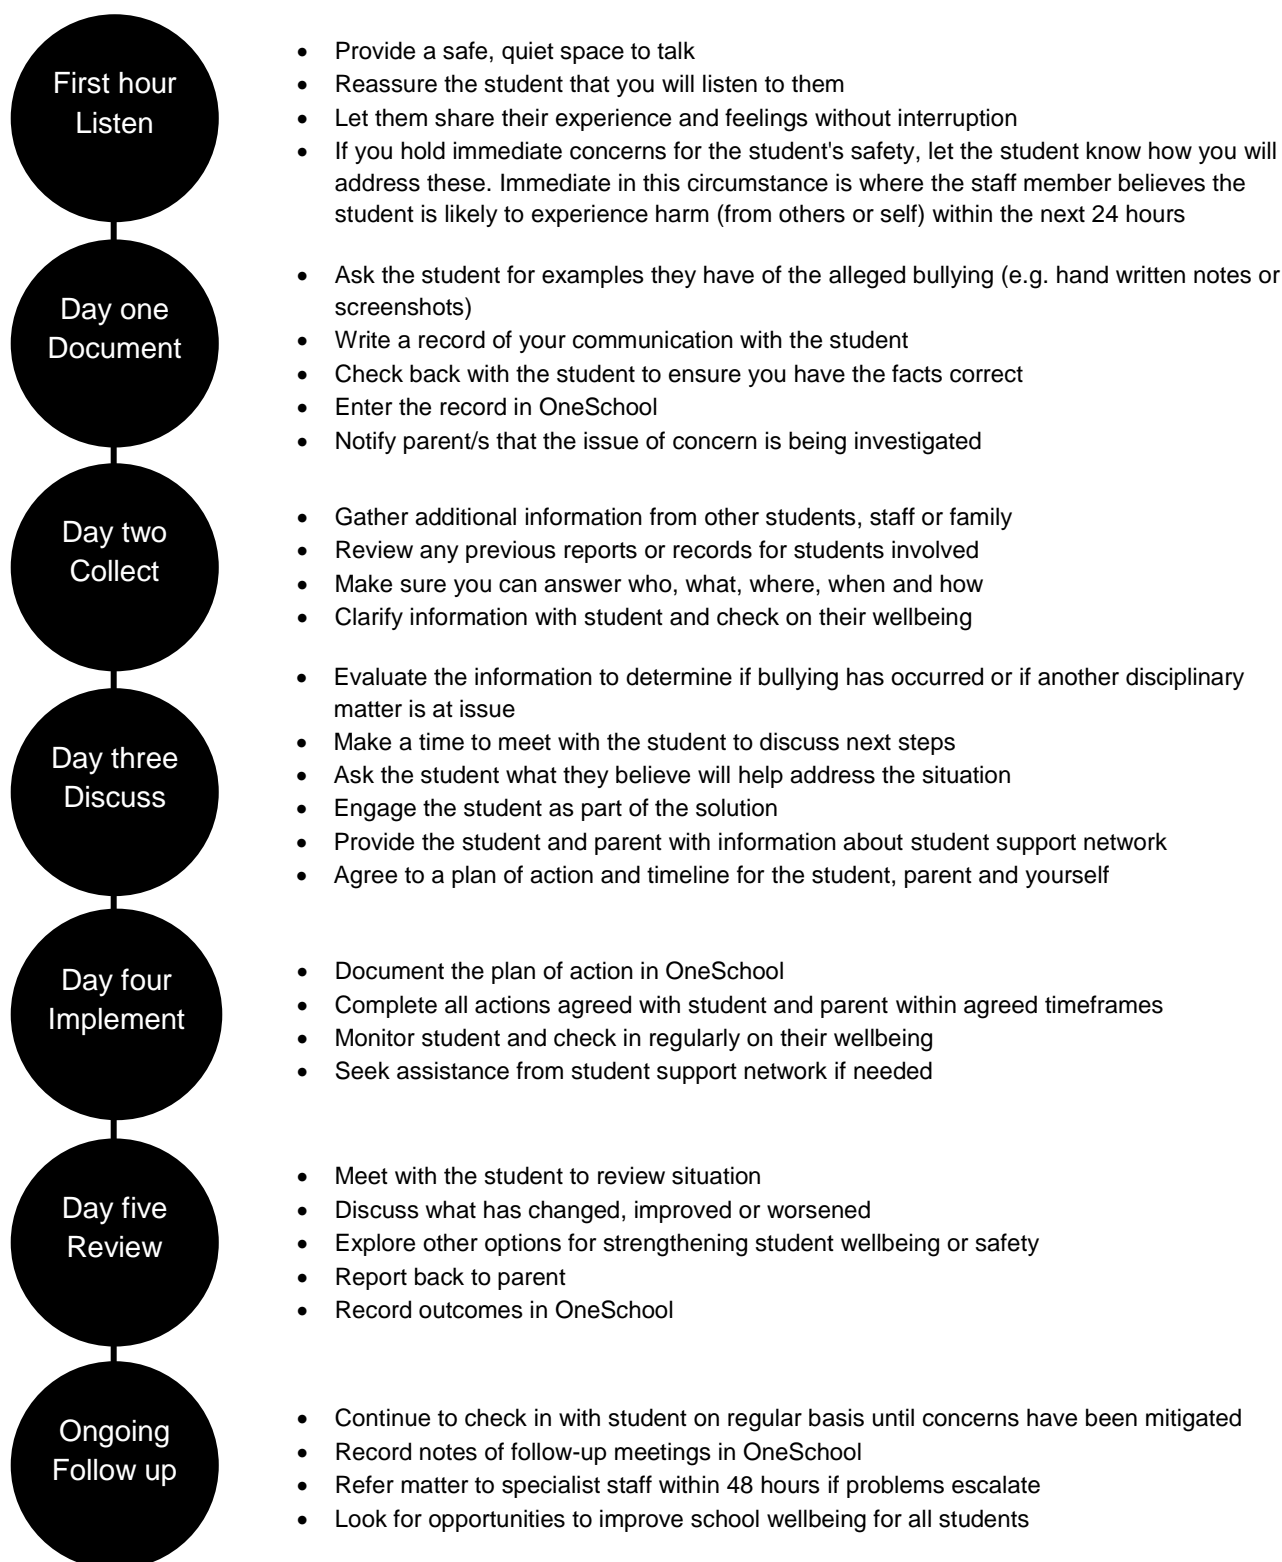 First hour
Listen
• Provide a safe, quiet space to talk
• Reassure the student that you will listen to them
• Let them share their experience and feelings without interruption
• If you hold immediate concerns for the student's safety, let the student know how you will
address these. Immediate in this circumstance is where the staff member believes the
student is likely to experience harm (from others or self) within the next 24 hours
Day one
Document
• Ask the student for examples they have of the alleged bullying (e.g. hand written notes or
screenshots)
• Write a record of your communication with the student
• Check back with the student to ensure you have the facts correct
• Enter the record in OneSchool
• Notify parent/s that the issue of concern is being investigated
Day two
Collect
• Gather additional information from other students, staff or family
• Review any previous reports or records for students involved
• Make sure you can answer who, what, where, when and how
• Clarify information with student and check on their wellbeing
Day three
Discuss
• Evaluate the information to determine if bullying has occurred or if another disciplinary
matter is at issue
• Make a time to meet with the student to discuss next steps
• Ask the student what they believe will help address the situation
• Engage the student as part of the solution
• Provide the student and parent with information about student support network
• Agree to a plan of action and timeline for the student, parent and yourself
Day four
Implement
• Document the plan of action in OneSchool
• Complete all actions agreed with student and parent within agreed timeframes
• Monitor student and check in regularly on their wellbeing
• Seek assistance from student support network if needed
Day five
Review
• Meet with the student to review situation
• Discuss what has changed, improved or worsened
• Explore other options for strengthening student wellbeing or safety
• Report back to parent
• Record outcomes in OneSchool
Ongoing
Follow up
• Continue to check in with student on regular basis until concerns have been mitigated
• Record notes of follow-up meetings in OneSchool
• Refer matter to specialist staff within 48 hours if problems escalate
• Look for opportunities to improve school wellbeing for all students